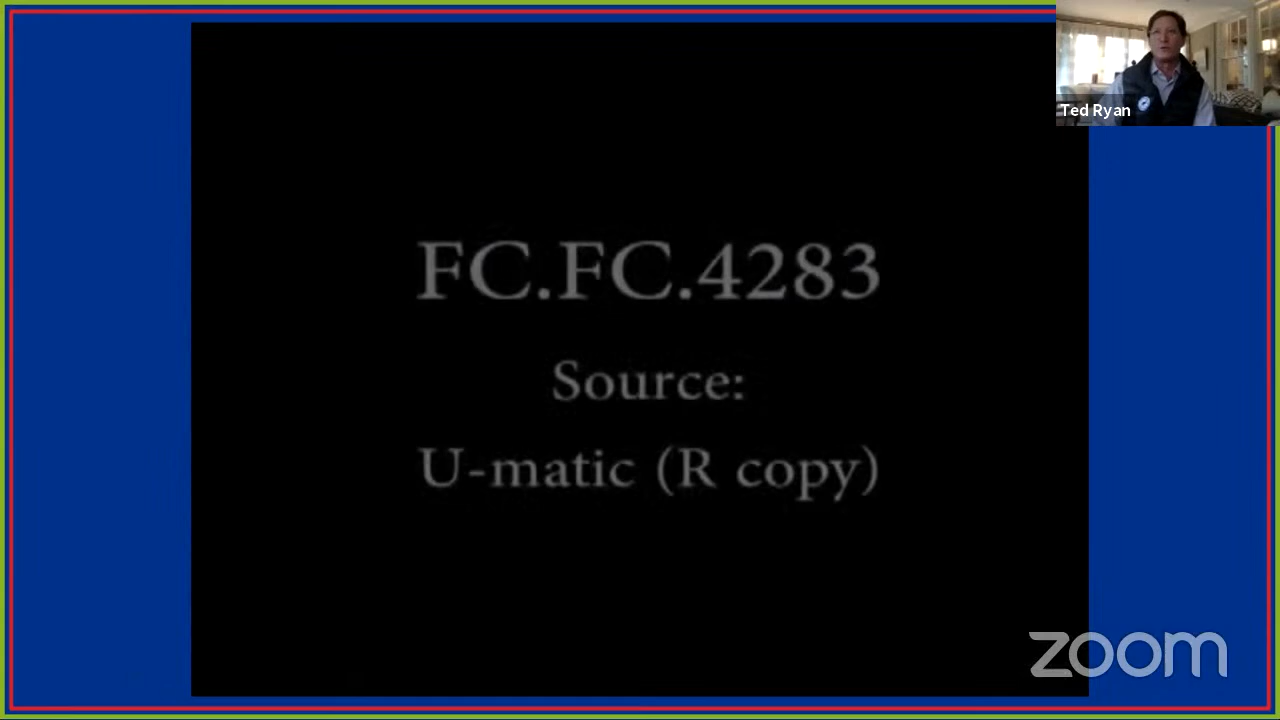 Ted Ryan
FC.FC.4283
Source:
U-matic (R copy)
zoom